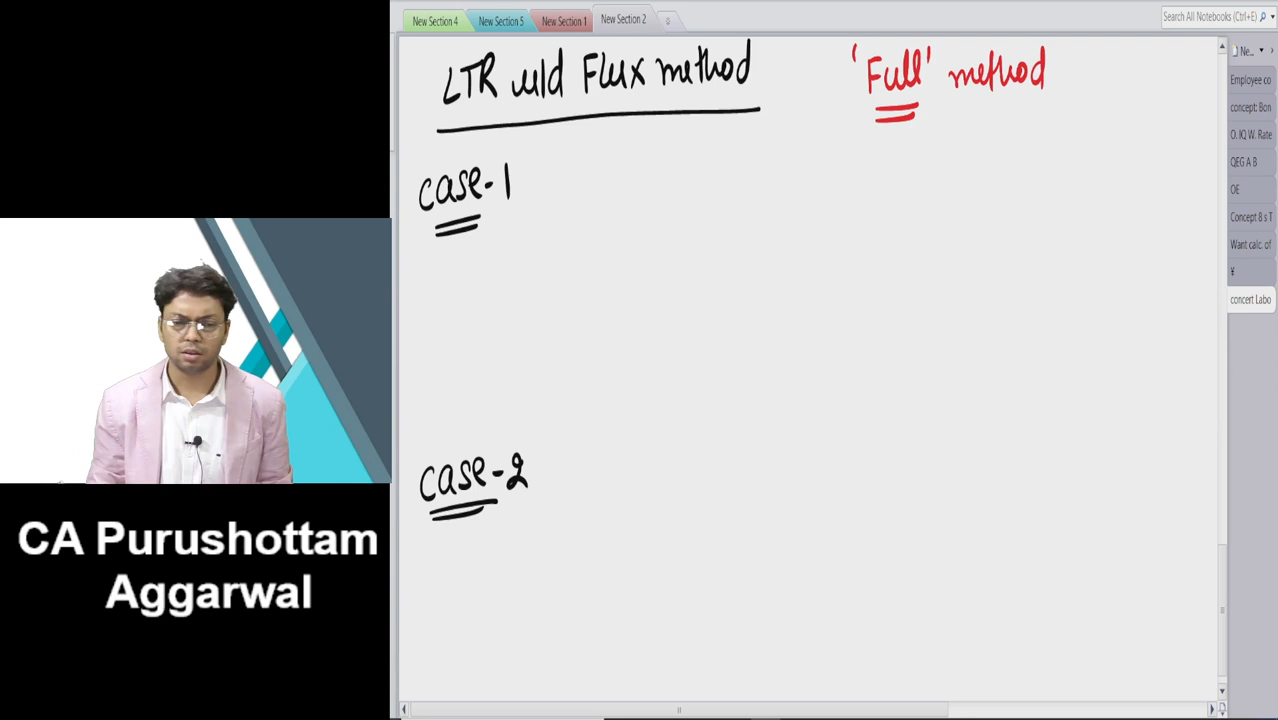 New Section 4
New Section 5
New Section 1
New Section 2
Search All Notebooks (Ctrl+E)
Ne...
LTR u/d Flux method
'Full' method
Employee co
concept: Bon
O. IQ W. Rate
QEG A B
OE
Concept 8 s T
Want calc. of
¥
concert Labo
case-1
case-2
CA Purushottam
Aggarwal